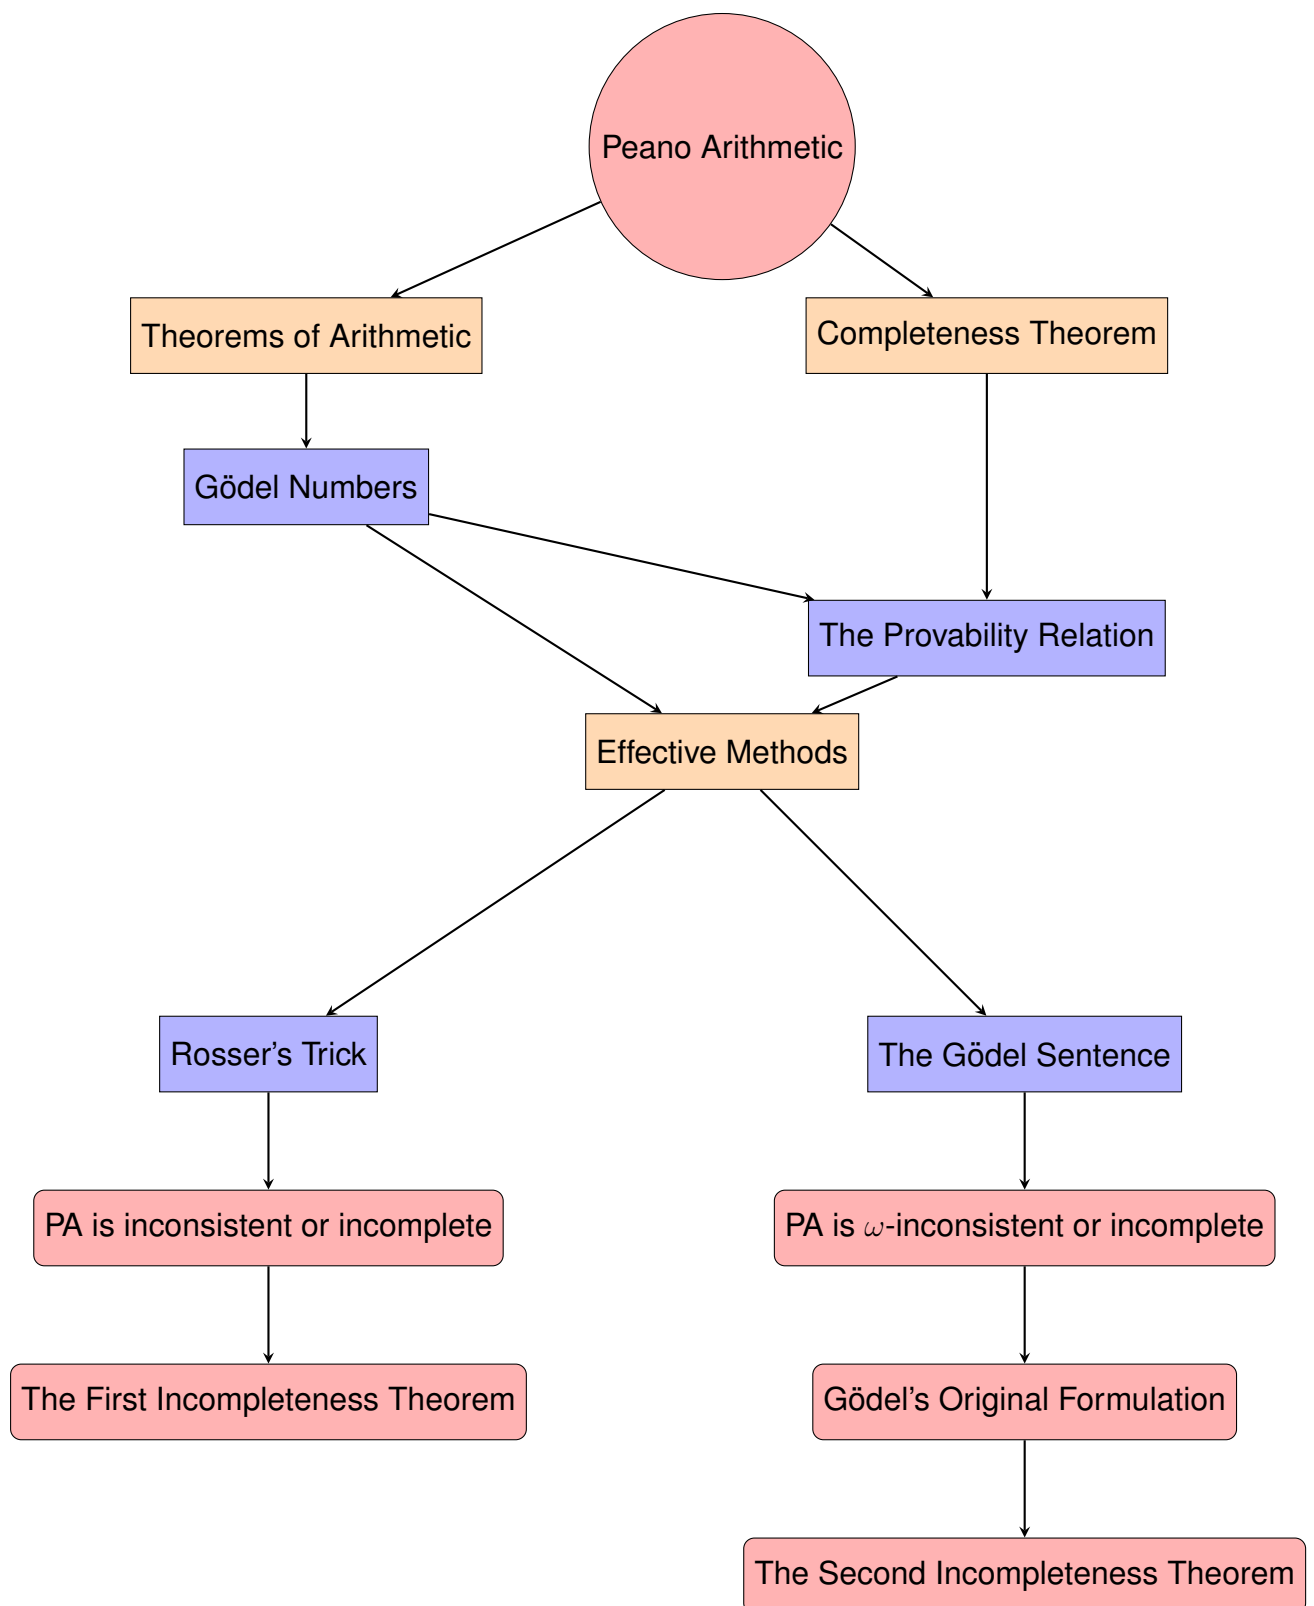 Peano Arithmetic
Theorems of Arithmetic
Completeness Theorem
Gödel Numbers
The Provability Relation
Effective Methods
Rosser’s Trick
The Gödel Sentence
PA is inconsistent or incomplete
PA is ω-inconsistent or incomplete
The First Incompleteness Theorem
Gödel’s Original Formulation
The Second Incompleteness Theorem